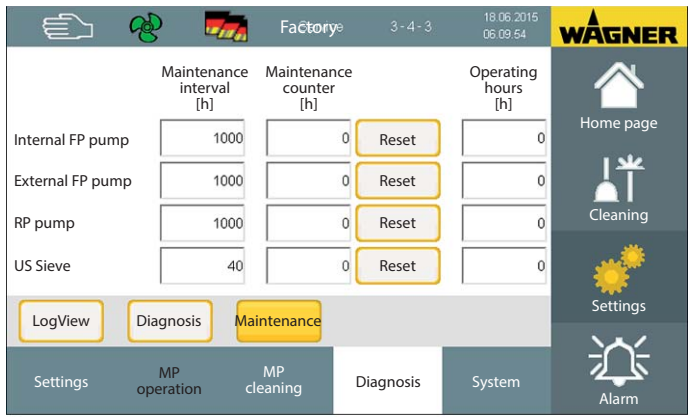 Factory
3-4-3
18.06.2015
06.09.54
WAGNER
Maintenance interval [h]
Maintenance counter [h]
Operating hours [h]
Internal FP pump 1000 0 Reset 0
External FP pump 1000 0 Reset 0
RP pump 1000 0 Reset 0
US Sieve 40 0 Reset 0
LogView
Diagnosis
Maintenance
Settings
MP operation
MP cleaning
Diagnosis
System
Home page
Cleaning
Settings
Alarm